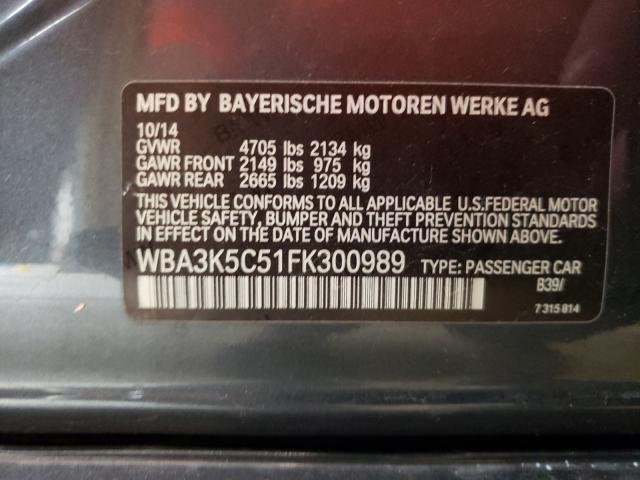 MFD BY BAYERISCHE MOTOREN WERKE AG
10/14
GVWR 4705 lbs 2134 kg
GAWR FRONT 2149 lbs 975 kg
GAWR REAR 2665 lbs 1209 kg
THIS VEHICLE CONFORMS TO ALL APPLICABLE U.S.FEDERAL MOTOR
VEHICLE SAFETY, BUMPER AND THEFT PREVENTION STANDARDS
IN EFFECT ON THE DATE OF MANUFACTURE SHOWN ABOVE.
WBA3K5C51FK300989 TYPE: PASSENGER CAR
B39/
7 315 814